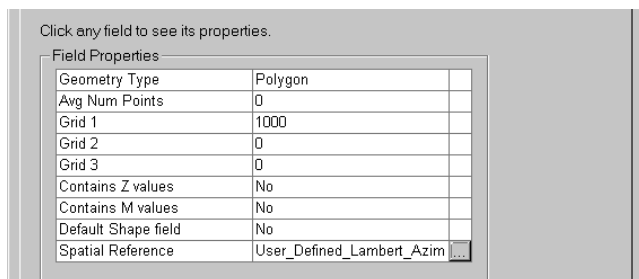 Click any field to see its properties.
Field Properties
Geometry Type Polygon
Avg Num Points 0
Grid 1 1000
Grid 2 0
Grid 3 0
Contains Z values No
Contains M values No
Default Shape field No
Spatial Reference User_Defined_Lambert_Azim ...